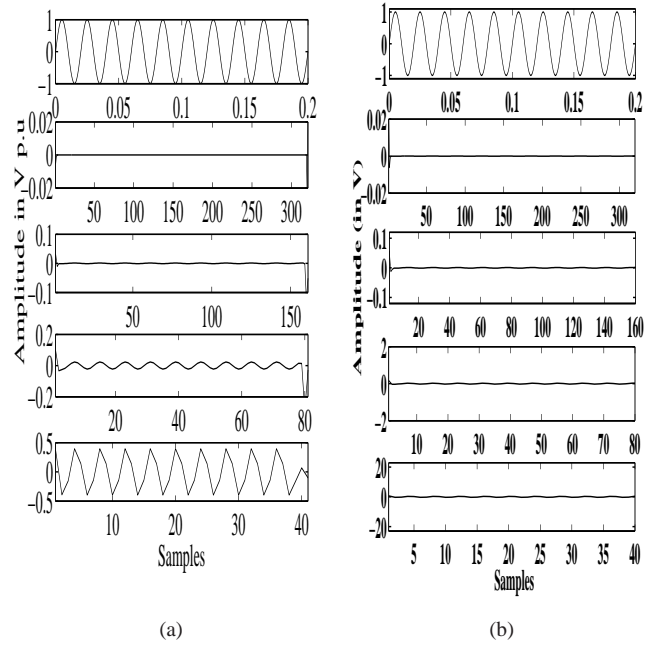 1
0
−1
0 0.05 0.1 0.15 0.2
0.02
0
−0.02
50 100 150 200 250 300
0.1
0
−0.1
50 100 150
0.2
0
−0.2
20 40 60 80
0.5
0
−0.5
10 20 30 40
Samples
Amplitude in V p.u
(a)
1
0
−1
0 0.05 0.1 0.15 0.2
0.02
0
0.02
50 100 150 200 250 300
0.1
0
−0.1
20 40 60 80 100 120 140 160
2
0
−2
10 20 30 40 50 60 70 80
20
0
−20
5 10 15 20 25 30 35 40
Samples
Amplitude (in V)
(b)